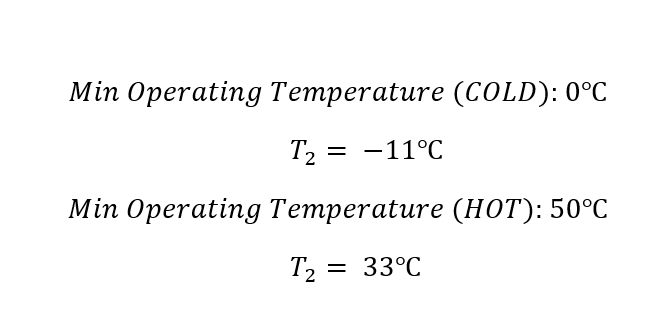 Min Operating Temperature (COLD): 0°C
T₂ = −11°C
Min Operating Temperature (HOT): 50°C
T₂ = 33°C